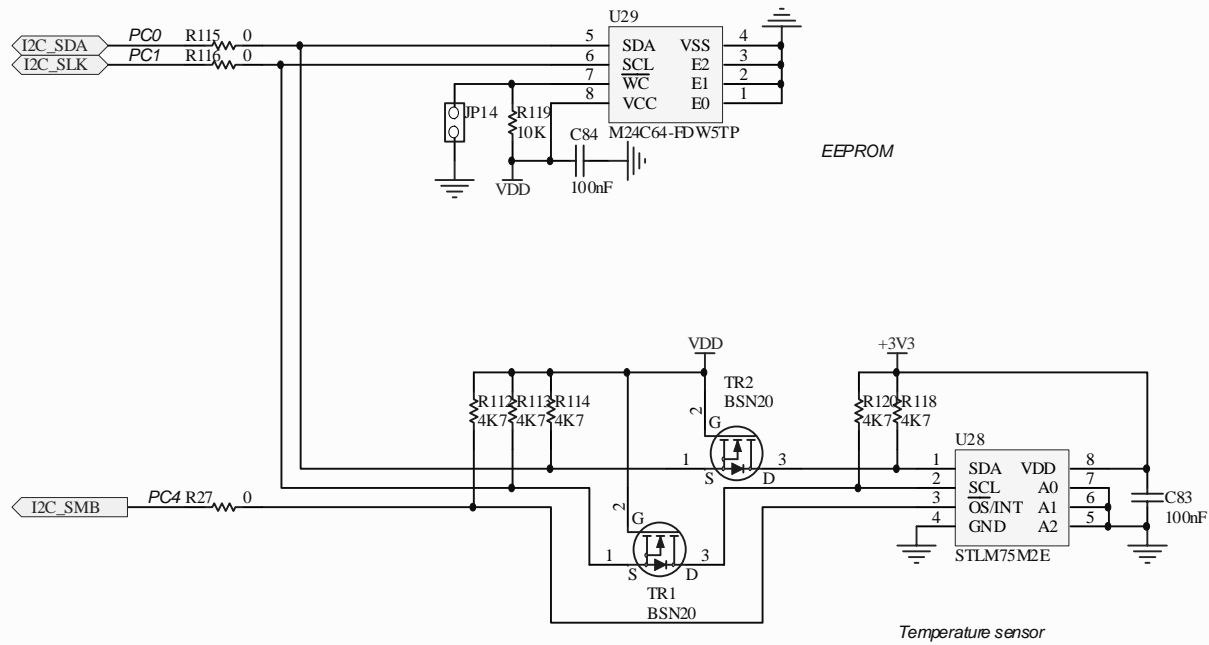 U29
I2C_SDA PC0 R115 0 5 SDA VSS 4
I2C_SLK PC1 R116 0 6 SCL E2 3
7 WC E1 2
8 VCC E0 1
JP14 R119 10K C84 M24C64-FDW5TP
EEPROM
VDD 100nF
VDD +3V3
TR2
BSN20
R112 R113 R114 R120 R118
4K7 4K7 4K7 4K7 4K7
2 G
U28
1 S D 3 1 SDA VDD 8
2 SCL A0 7
I2C_SMB PC4 R27 0 3 OS/INT A1 6 C83
2 G 4 GND A2 5 100nF
1 S D 3 STLM75M2E
TR1
BSN20
Temperature sensor